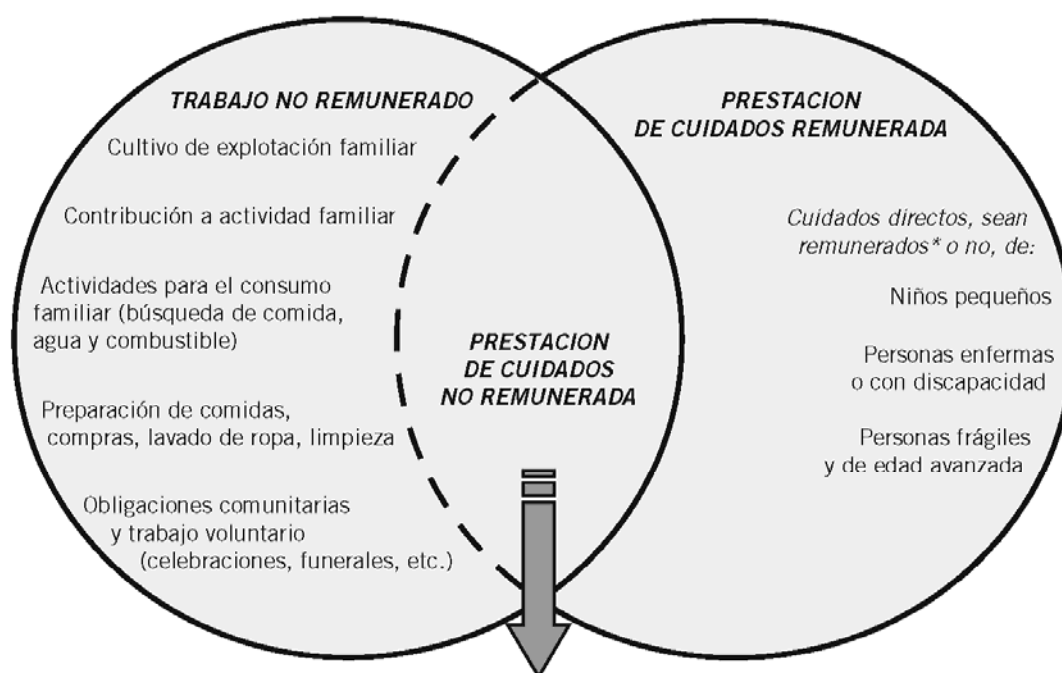 TRABAJO NO REMUNERADO
Cultivo de explotación familiar
Contribución a actividad familiar
Actividades para el consumo
familiar (búsqueda de comida,
agua y combustible)
Preparación de comidas,
compras, lavado de ropa, limpieza
Obligaciones comunitarias
y trabajo voluntario
(celebraciones, funerales, etc.)
PRESTACION
DE CUIDADOS
NO REMUNERADA
PRESTACION
DE CUIDADOS REMUNERADA
Cuidados directos, sean
remunerados* o no, de:
Niños pequeños
Personas enfermas
o con discapacidad
Personas frágiles
y de edad avanzada